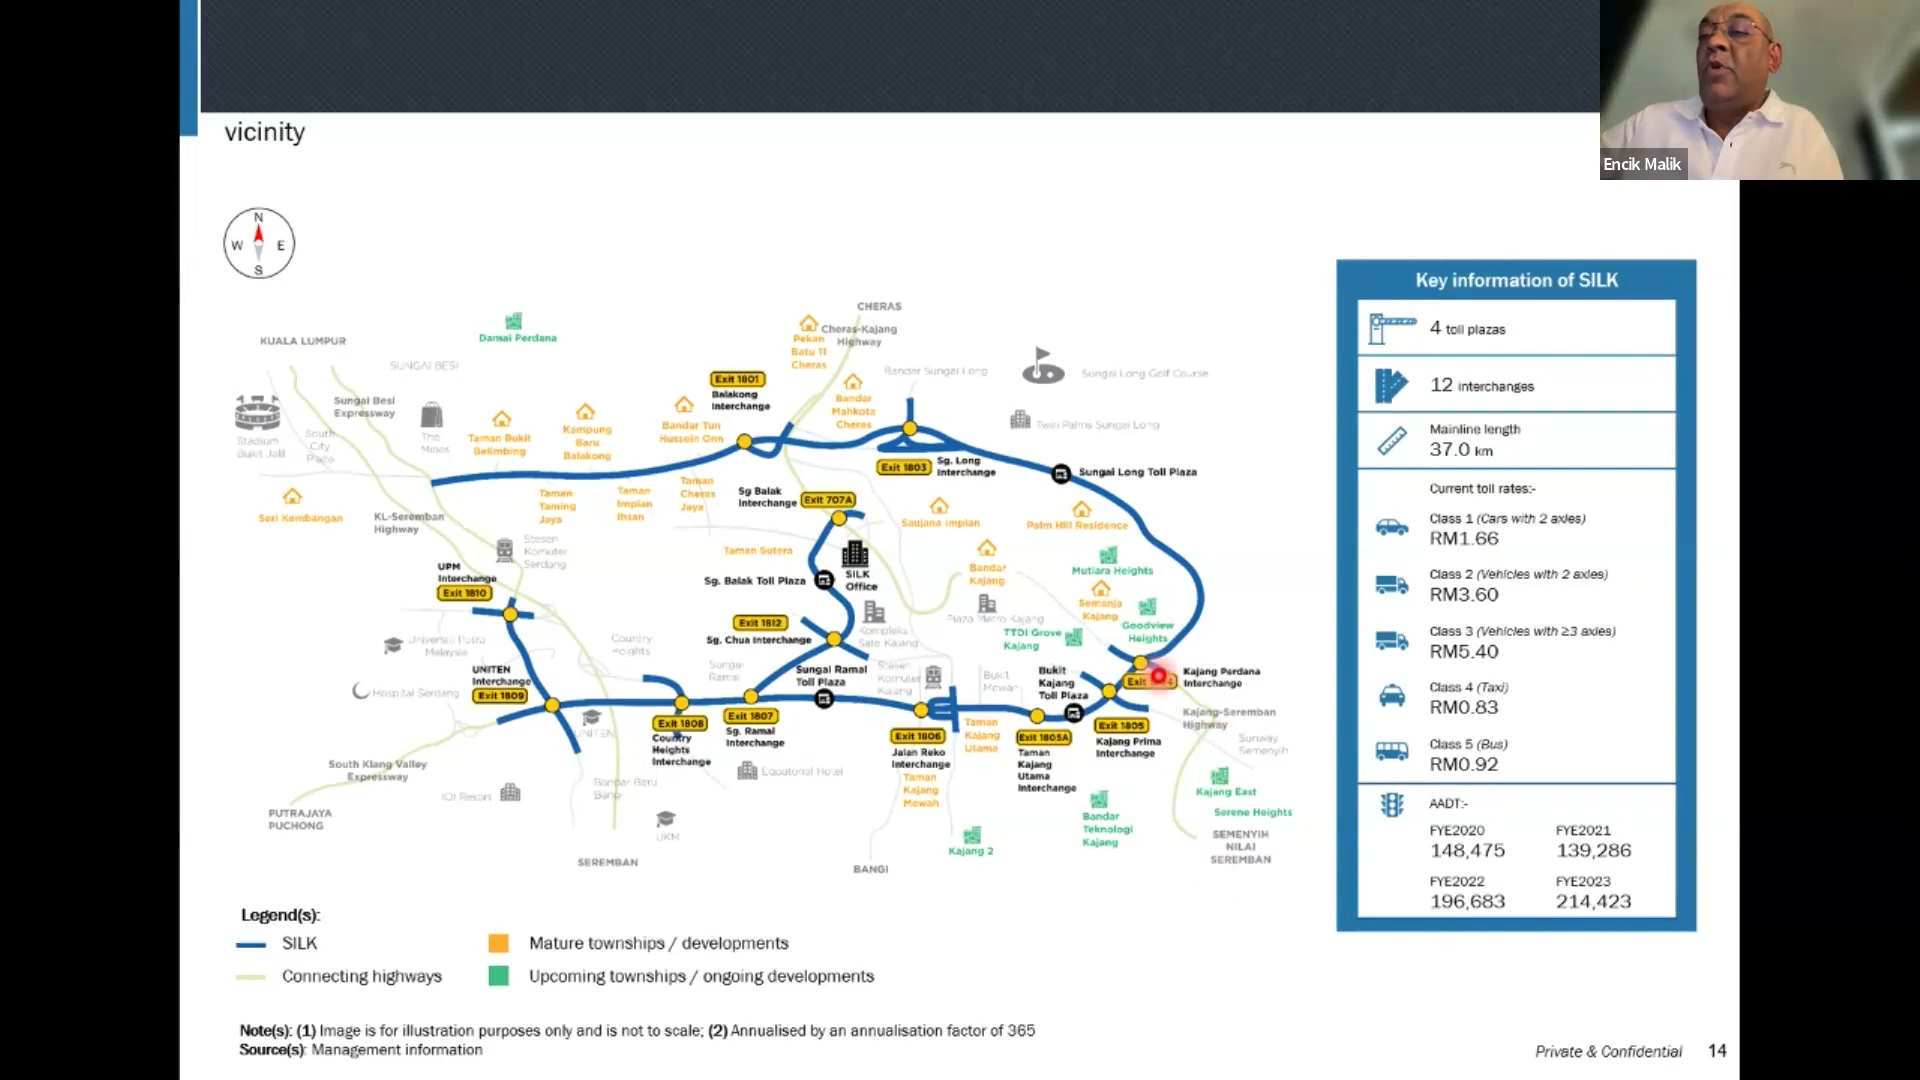 Encik Malik
vicinity
N
W E
S
CHERAS
Cheras-Kajang
Highway
Pekan
Batu 11
Cheras
Damai Perdana
KUALA LUMPUR
SUNGAI BESI
Sungai Besi
Expressway
Stadium
Bukit Jalil
South
City
Plaza
The
Mines
Taman Bukit
Belimbing
Kampung
Baru
Balakong
Bandar Tun
Hussein Onn
Exit 1801
Balakong
Interchange
Bandar
Mahkota
Cheras
Bandar Sungai Long
Sungai Long Golf Course
Twin Palms Sungai Long
Exit 1803
Sg. Long
Interchange
Sungai Long Toll Plaza
Seri Kembangan
KL-Seremban
Highway
Taman
Taming
Jaya
Taman
Impian
Ihsan
Taman
Cheras
Jaya
Sg Balak
Interchange
Exit 707A
Saujana Impian
Palm Hill Residence
Stesen
Komuter
Serdang
Taman Sutera
SILK
Office
Sg. Balak Toll Plaza
Bandar
Kajang
Mutiara Heights
UPM
Interchange
Exit 1810
Semanja
Kajang
Goodview
Heights
Plaza Metro Kajang
TTDI Grove
Kajang
Exit 1812
Sg. Chua Interchange
Kompleks
Sate Kajang
Universiti Putra
Malaysia
Country
Heights
UNITEN
Interchange
Exit 1809
Hospital Serdang
Sungai
Ramal
Sungai Ramal
Toll Plaza
Stesen
Komuter
Kajang
Bukit
Mewah
Bukit
Kajang
Toll Plaza
Exit
Kajang Perdana
Interchange
UNITEN
Exit 1808
Country
Heights
Interchange
Exit 1807
Sg. Ramal
Interchange
Exit 1806
Jalan Reko
Interchange
Taman
Kajang
Mewah
Taman
Kajang
Utama
Exit 1805A
Taman
Kajang
Utama
Interchange
Exit 1805
Kajang Prima
Interchange
Kajang-Seremban
Highway
Sunway
Semenyih
South Klang Valley
Expressway
IOI Resort
Bandar Baru
Bangi
Equatorial Hotel
Kajang East
Serene Heights
PUTRAJAYA
PUCHONG
UKM
Bandar
Teknologi
Kajang
Kajang 2
SEREMBAN
BANGI
SEMENYIH
NILAI
SEREMBAN
Key information of SILK
4 toll plazas
12 interchanges
Mainline length
37.0 km
Current toll rates:-
Class 1 (Cars with 2 axles)
RM1.66
Class 2 (Vehicles with 2 axles)
RM3.60
Class 3 (Vehicles with ≥3 axles)
RM5.40
Class 4 (Taxi)
RM0.83
Class 5 (Bus)
RM0.92
AADT:-
FYE2020 FYE2021
148,475 139,286
FYE2022 FYE2023
196,683 214,423
Legend(s):
SILK
Mature townships / developments
Connecting highways
Upcoming townships / ongoing developments
Note(s): (1) Image is for illustration purposes only and is not to scale; (2) Annualised by an annualisation factor of 365
Source(s): Management information
Private & Confidential 14